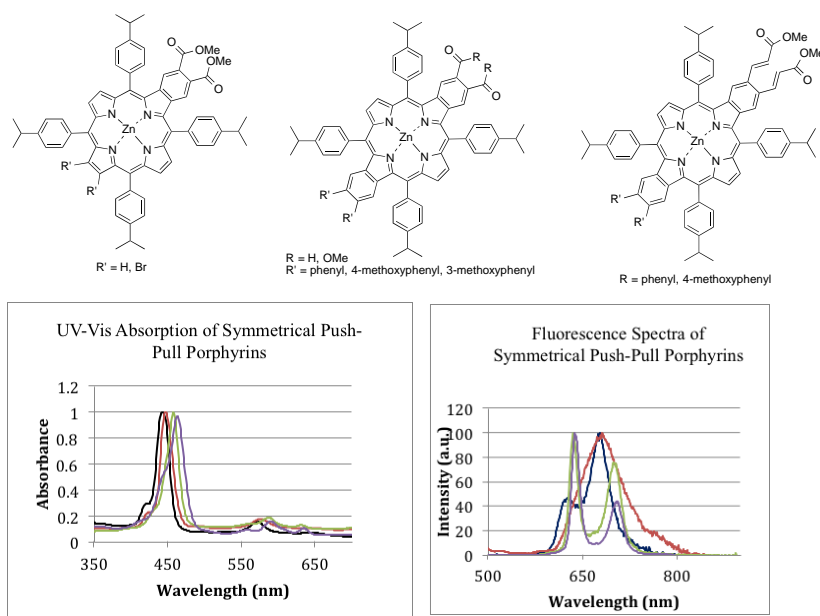 O
OMe
OMe
O
N
N
Zn
N
N
R'
R'
R' = H, Br
O
R
R
O
N
N
Zn
N
N
R'
R'
R = H, OMe
R' = phenyl, 4-methoxyphenyl, 3-methoxyphenyl
OMe
O
OMe
O
N
N
Zn
N
N
R'
R'
R = phenyl, 4-methoxyphenyl
UV-Vis Absorption of Symmetrical Push-
Pull Porphyrins
Absorbance
1.2
1
0.8
0.6
0.4
0.2
0
350
450
550
650
Wavelength (nm)
Fluorescence Spectra of
Symmetrical Push-Pull Porphyrins
Intensity (a.u.)
120
100
80
60
40
20
0
500
650
800
Wavelength (nm)